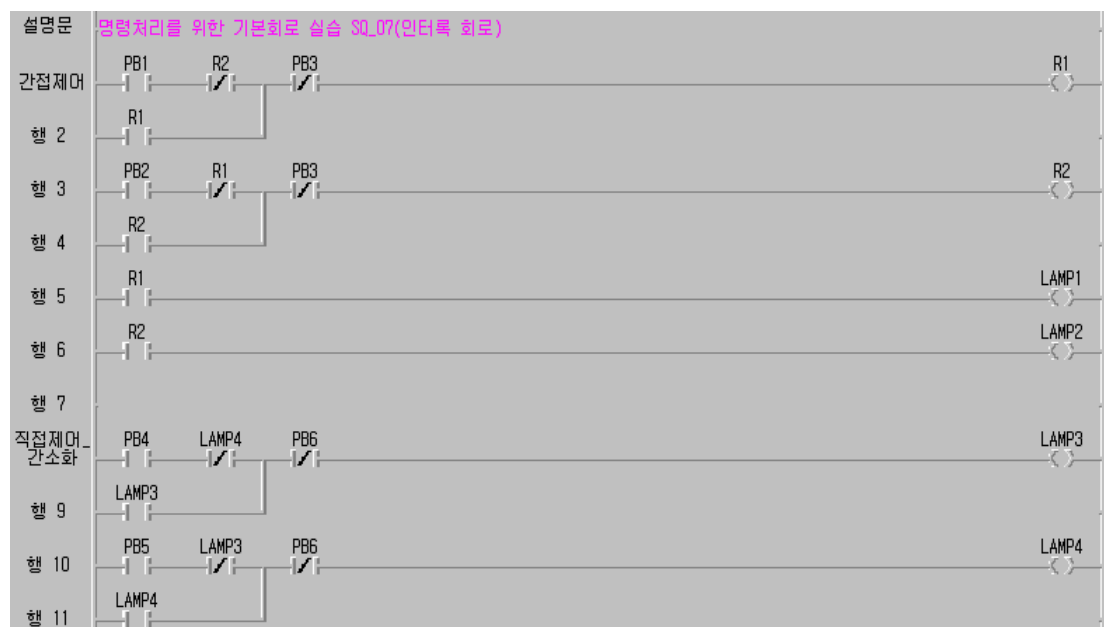 설명문 명령처리를 위한 기본회로 실습 SQ_07(인터록 회로)
PB1 R2 PB3 R1
간접제어
R1
행 2
PB2 R1 PB3 R2
행 3
R2
행 4
R1 LAMP1
행 5
R2 LAMP2
행 6
행 7
직접제어_ PB4 LAMP4 PB6 LAMP3
간소화
LAMP3
행 9
PB5 LAMP3 PB6 LAMP4
행 10
LAMP4
행 11